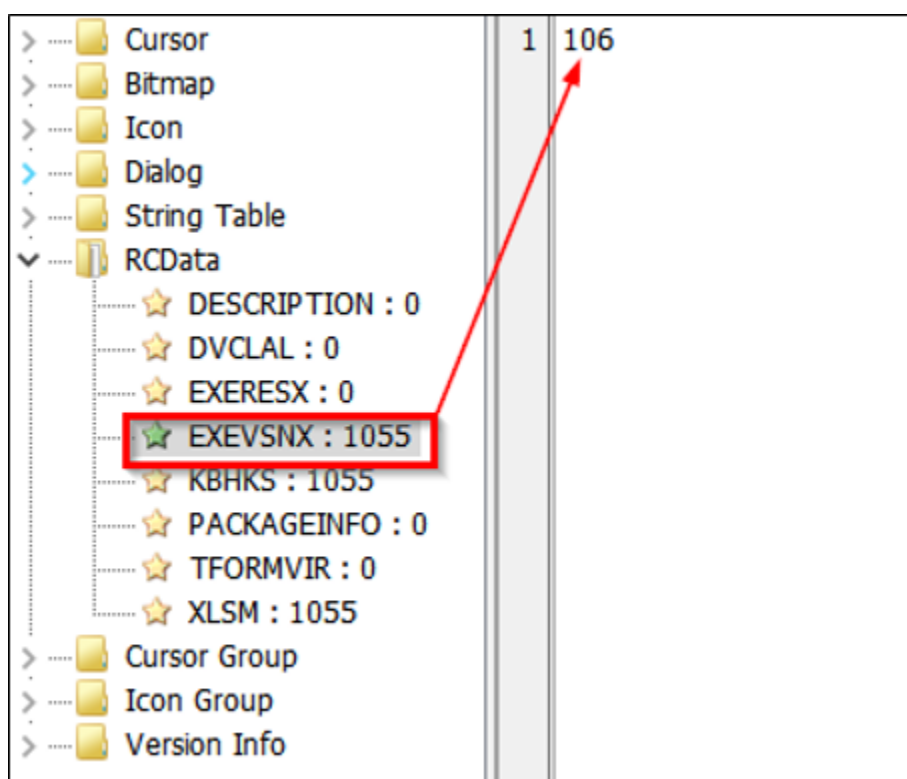 Cursor
Bitmap
Icon
Dialog
String Table
RCData
DESCRIPTION : 0
DVCLAL : 0
EXERESX : 0
EXEVSNX : 1055
KBHKS : 1055
PACKAGEINFO : 0
TFORMVIR : 0
XLSM : 1055
Cursor Group
Icon Group
Version Info
1 106